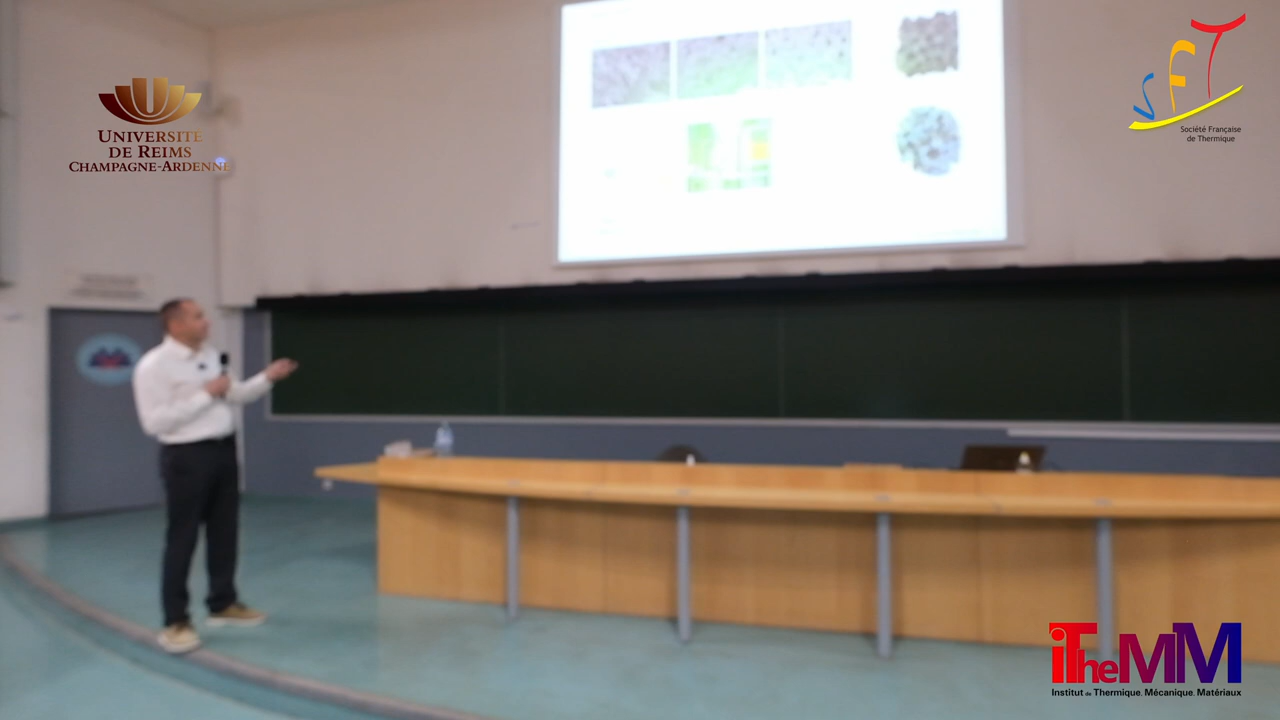 UNIVERSITÉ
DE REIMS
CHAMPAGNE-ARDENNE
SFT
Société Française
de Thermique
iTheMM
Institut de Thermique, Mécanique, Matériaux